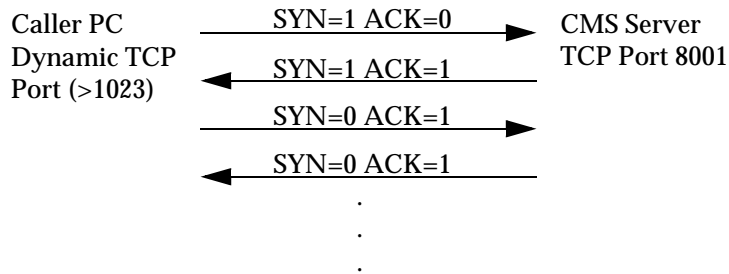 Caller PC
Dynamic TCP
Port (>1023)
SYN=1 ACK=0
SYN=1 ACK=1
SYN=0 ACK=1
SYN=0 ACK=1
.
.
.
CMS Server
TCP Port 8001